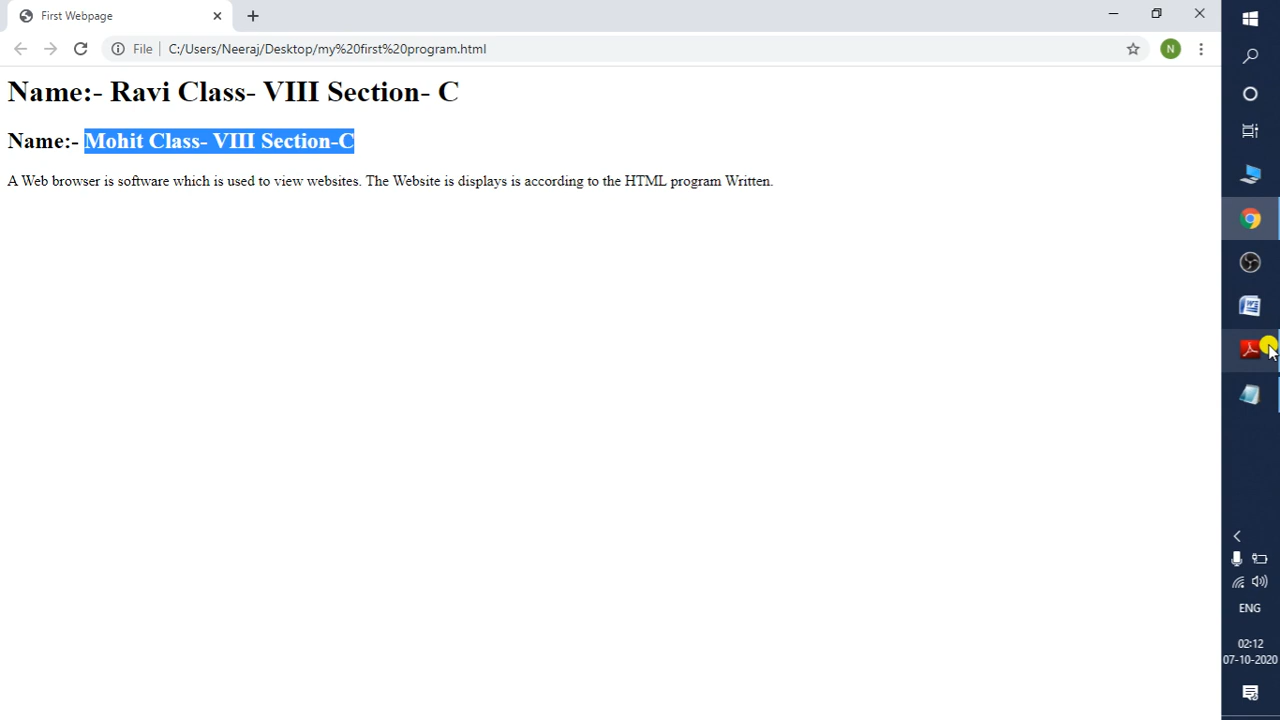 First Webpage
File | C:/Users/Neeraj/Desktop/my%20first%20program.html
N
Name:- Ravi Class- VIII Section- C
Name:- Mohit Class- VIII Section-C
A Web browser is software which is used to view websites. The Website is displays is according to the HTML program Written.
ENG
02:12
07-10-2020